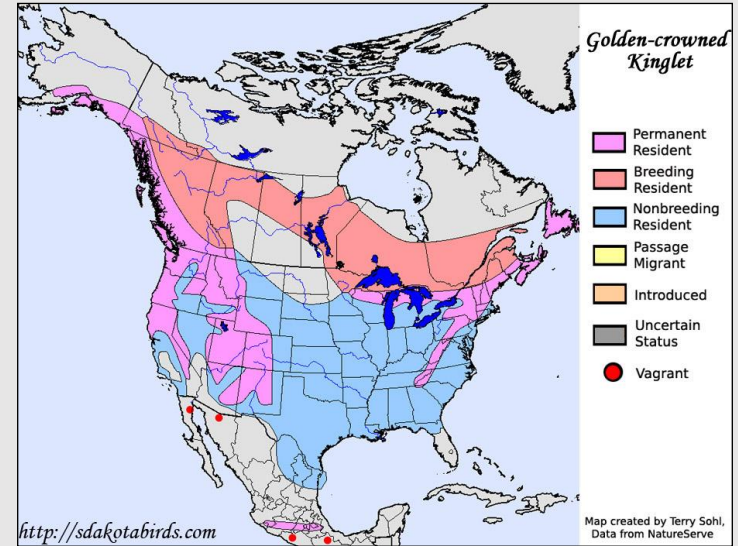 Golden-crowned
Kinglet
Permanent
Resident
Breeding
Resident
Nonbreeding
Resident
Passage
Migrant
Introduced
Uncertain
Status
Vagrant
http://sdakotabirds.com
Map created by Terry Sohl,
Data from NatureServe